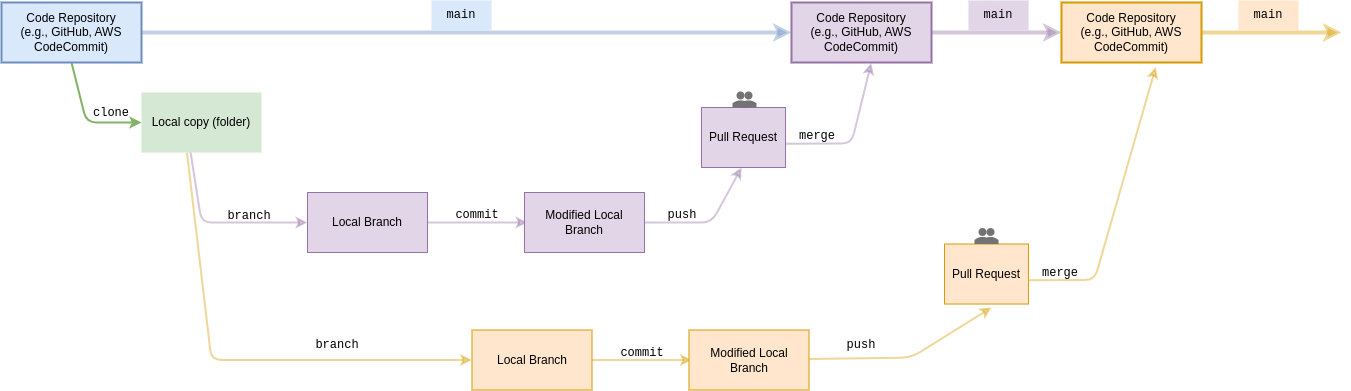 Code Repository
(e.g., GitHub, AWS
CodeCommit)
main
Code Repository
(e.g., GitHub, AWS
CodeCommit)
main
Code Repository
(e.g., GitHub, AWS
CodeCommit)
main
clone
Local copy (folder)
Pull Request
merge
branch
Local Branch
commit
Modified Local
Branch
push
Pull Request
merge
branch
Local Branch
commit
Modified Local
Branch
push